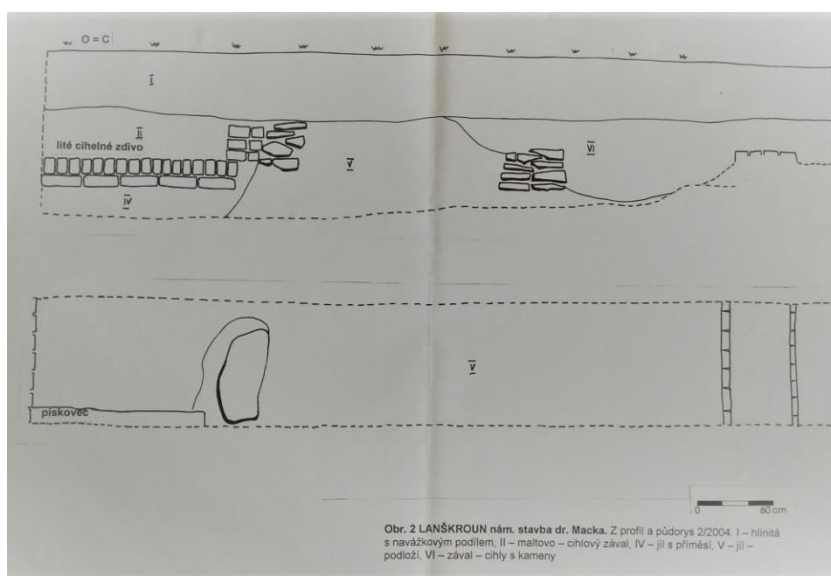 O = C
I
II
lité cihelné zdivo
V
VI
IV
V
pískovec
0 60 cm
Obr. 2 LANŠKROUN nám. stavba dr. Macka. Z profil a půdorys 2/2004. I – hlinitá
s navážkovým podílem, II – maltovo – cihlový zával, IV – jíl s příměsí, V – jíl –
podloží, VI – zával – cihly s kameny